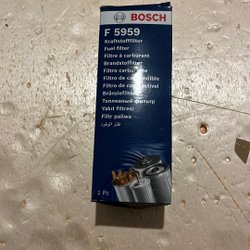 BOSCH
F 5959
Kraftstofffilter
Fuel filter
Filtre à carburant
Brandstoffilter
Filtro carburante
Filtro de combustible
Filtro de combustível
Bränslefilter
Топливный фильтр
Yakıt filtresi
Filtr paliwa
فلتر الوقود
1 Pc